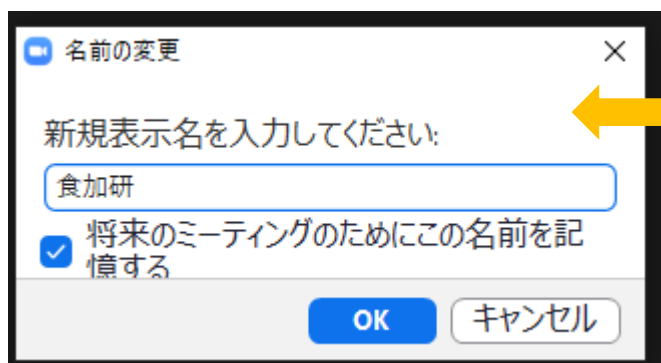 名前の変更
新規表示名を入力してください:
食加研
将来のミーティングのためにこの名前を記
憶する
OK
キャンセル